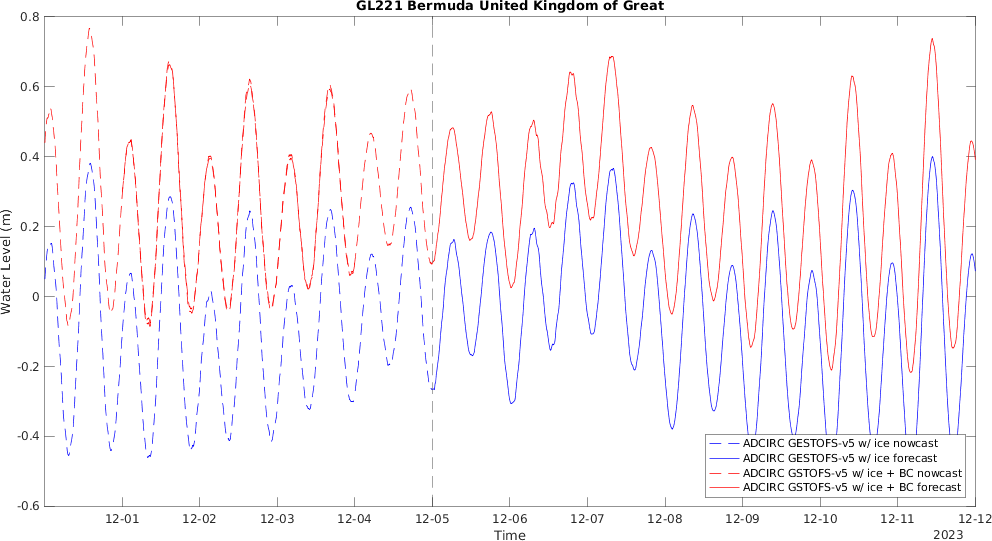 GL221 Bermuda United Kingdom of Great
Water Level (m)
0.8
0.6
0.4
0.2
0
-0.2
-0.4
-0.6
12-01 12-02 12-03 12-04 12-05 12-06 12-07 12-08 12-09 12-10 12-11 12-12
Time
2023
ADCIRC GESTOFS-v5 w/ ice nowcast
ADCIRC GESTOFS-v5 w/ ice forecast
ADCIRC GSTOFS-v5 w/ ice + BC nowcast
ADCIRC GSTOFS-v5 w/ ice + BC forecast